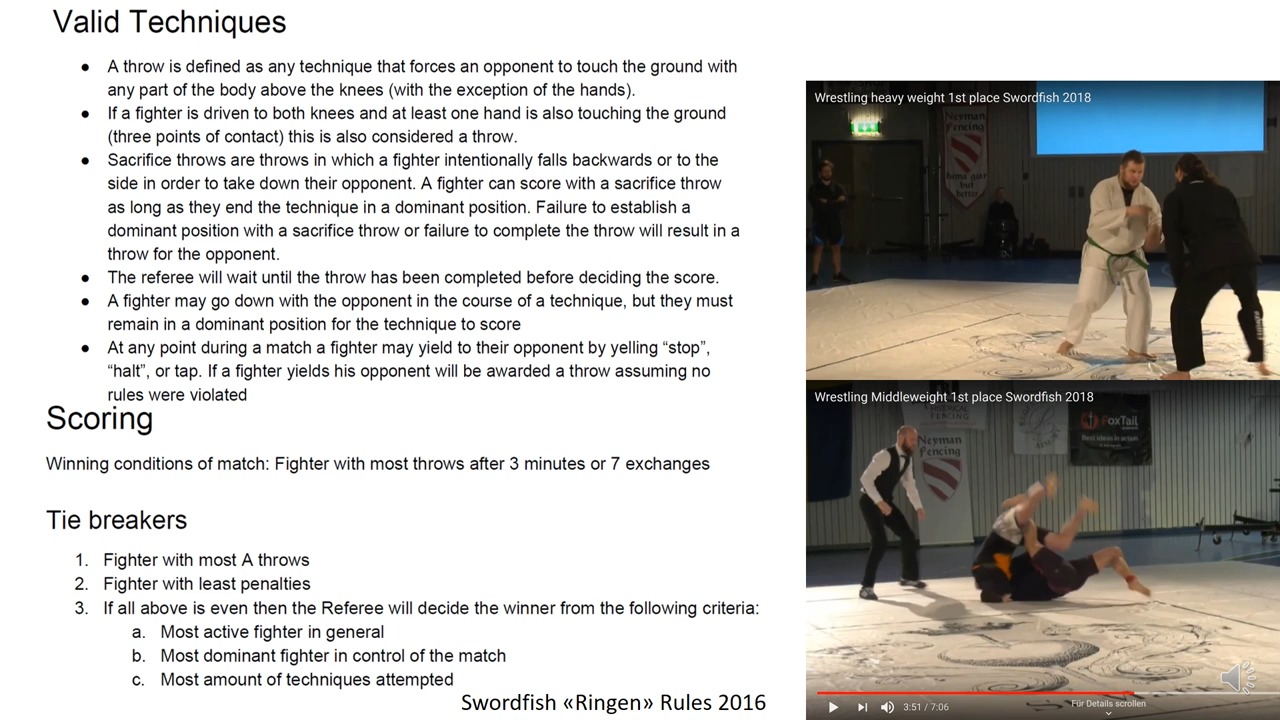 Valid Techniques
● A throw is defined as any technique that forces an opponent to touch the ground with
any part of the body above the knees (with the exception of the hands).
● If a fighter is driven to both knees and at least one hand is also touching the ground
(three points of contact) this is also considered a throw.
● Sacrifice throws are throws in which a fighter intentionally falls backwards or to the
side in order to take down their opponent. A fighter can score with a sacrifice throw
as long as they end the technique in a dominant position. Failure to establish a
dominant position with a sacrifice throw or failure to complete the throw will result in a
throw for the opponent.
● The referee will wait until the throw has been completed before deciding the score.
● A fighter may go down with the opponent in the course of a technique, but they must
remain in a dominant position for the technique to score
● At any point during a match a fighter may yield to their opponent by yelling “stop”,
“halt”, or tap. If a fighter yields his opponent will be awarded a throw assuming no
rules were violated
Scoring
Winning conditions of match: Fighter with most throws after 3 minutes or 7 exchanges
Tie breakers
1. Fighter with most A throws
2. Fighter with least penalties
3. If all above is even then the Referee will decide the winner from the following criteria:
a. Most active fighter in general
b. Most dominant fighter in control of the match
c. Most amount of techniques attempted
Swordfish «Ringen» Rules 2016
Wrestling heavy weight 1st place Swordfish 2018
Neyman
Fencing
but
better
Wrestling Middleweight 1st place Swordfish 2018
FENCING
FoxTail
Best ideas in action
Neyman
Fencing
3:51 / 7:06
Für Details scrollen